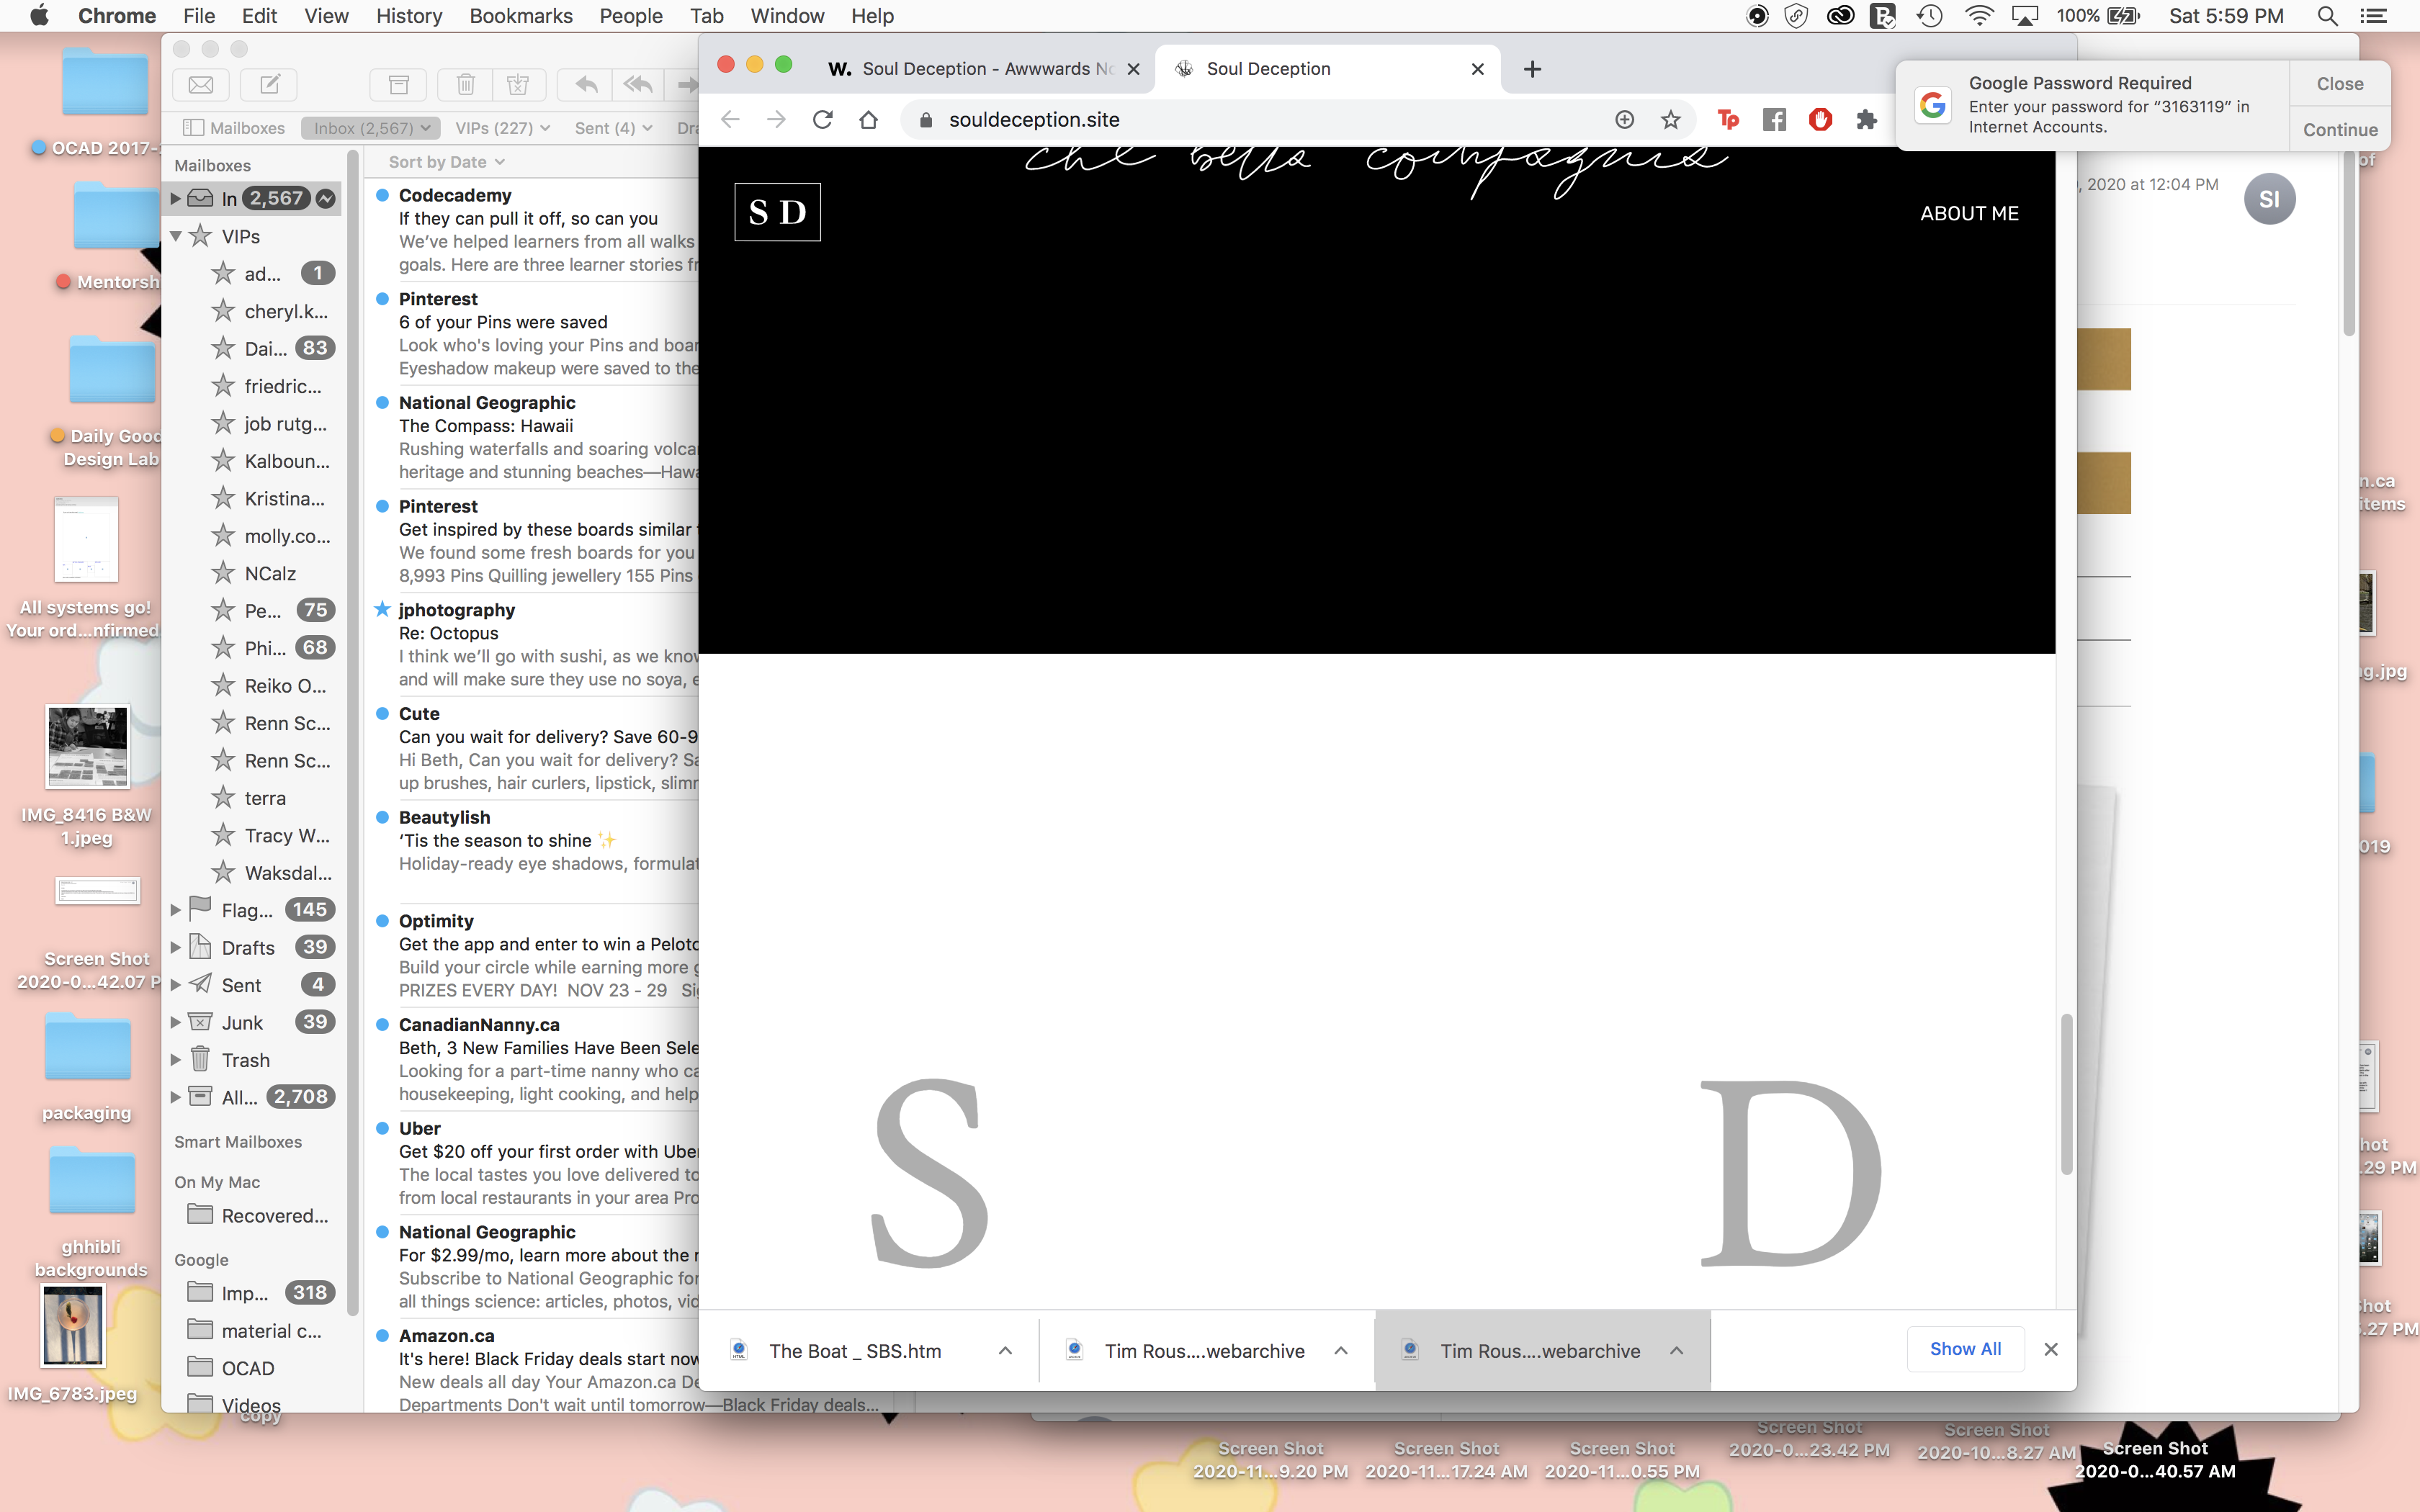 Chrome File Edit View History Bookmarks People Tab Window Help
100% Sat 5:59 PM
OCAD 2017-
Mentorsh
Daily Good
Design Lab
All systems go!
Your ord...nfirmed
IMG_8416 B&W
1.jpeg
Screen Shot
2020-0...42.07 P
packaging
ghhibli
backgrounds
IMG_6783.jpeg
copy
Mailboxes Inbox (2,567) VIPs (227) Sent (4) Dra
Mailboxes
In 2,567
VIPs
ad... 1
cheryl.k...
Dai... 83
friedric...
job rutg...
Kalboun...
Kristina...
molly.co...
NCalz
Pe... 75
Phi... 68
Reiko O...
Renn Sc...
Renn Sc...
terra
Tracy W...
Waksdal...
Flag... 145
Drafts 39
Sent 4
Junk 39
Trash
All... 2,708
Smart Mailboxes
On My Mac
Recovered...
Google
Imp... 318
material c...
OCAD
Videos
Sort by Date
Codecademy
If they can pull it off, so can you
We've helped learners from all walks
goals. Here are three learner stories fr
Pinterest
6 of your Pins were saved
Look who's loving your Pins and boar
Eyeshadow makeup were saved to the
National Geographic
The Compass: Hawaii
Rushing waterfalls and soaring volca
heritage and stunning beaches—Hawa
Pinterest
Get inspired by these boards similar
We found some fresh boards for you
8,993 Pins Quilling jewellery 155 Pins
jphotography
Re: Octopus
I think we'll go with sushi, as we know
and will make sure they use no soya, e
Cute
Can you wait for delivery? Save 60-9
Hi Beth, Can you wait for delivery? Sa
up brushes, hair curlers, lipstick, slimr
Beautylish
‘Tis the season to shine ✨
Holiday-ready eye shadows, formulat
Optimity
Get the app and enter to win a Peloto
Build your circle while earning more g
PRIZES EVERY DAY! NOV 23 - 29 Si
CanadianNanny.ca
Beth, 3 New Families Have Been Sele
Looking for a part-time nanny who ca
housekeeping, light cooking, and help
Uber
Get $20 off your first order with Uber
The local tastes you love delivered to
from local restaurants in your area Pro
National Geographic
For $2.99/mo, learn more about the r
Subscribe to National Geographic for
all things science: articles, photos, vid
Amazon.ca
It's here! Black Friday deals start now
New deals all day Your Amazon.ca De
Departments Don't wait until tomorrow—Black Friday deals...
W. Soul Deception - Awwwards No
Soul Deception
souldeception.site
che bella compagnia
S D
ABOUT ME
S D
The Boat _ SBS.htm
Tim Rous....webarchive
Tim Rous....webarchive
Show All
Google Password Required
Enter your password for “3163119” in
Internet Accounts.
Close
Continue
, 2020 at 12:04 PM
SI
of
n.ca
items
g.jpg
019
hot
.29 PM
hot
.27 PM
Screen Shot
2020-11...9.20 PM
Screen Shot
2020-11...17.24 AM
Screen Shot
2020-11...0.55 PM
Screen Shot
2020-0...23.42 PM
Screen Shot
2020-10...8.27 AM
Screen Shot
2020-0...40.57 AM